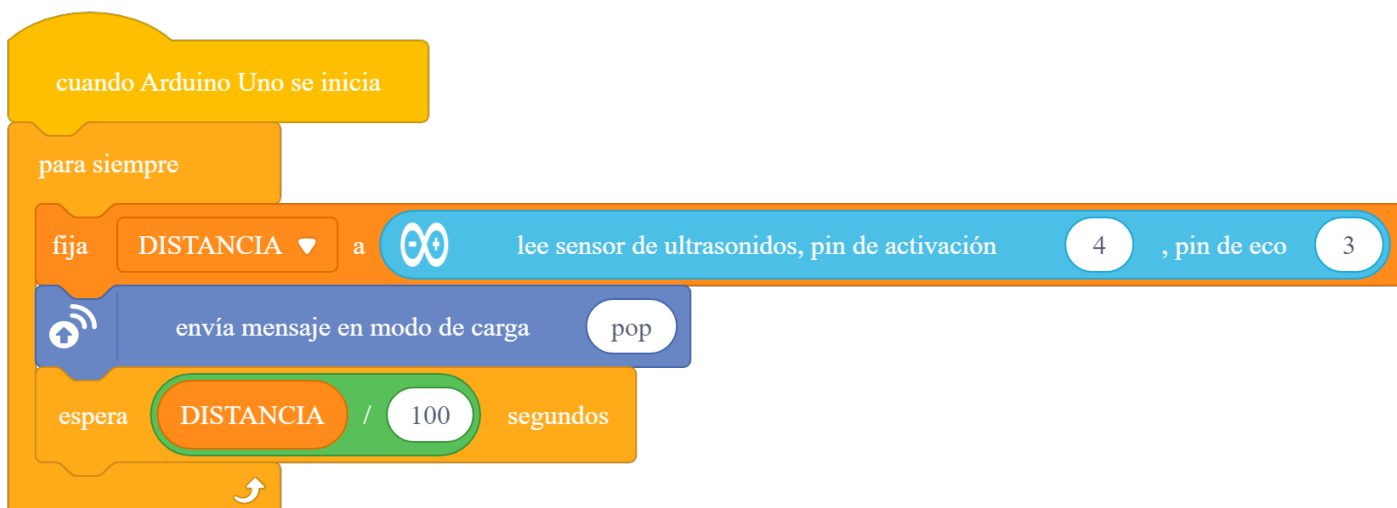 cuando Arduino Uno se inicia
para siempre
fija DISTANCIA a lee sensor de ultrasonidos, pin de activación 4 , pin de eco 3
envía mensaje en modo de carga pop
espera DISTANCIA / 100 segundos